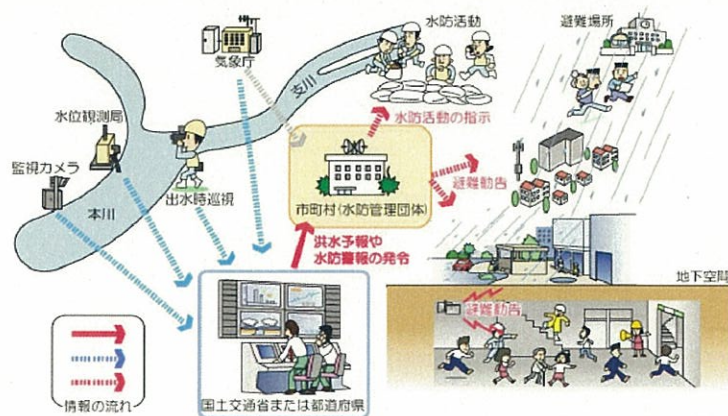 水防活動
避難場所
気象庁
支川
水位観測局
監視カメラ
水防活動の指示
出水時巡視
本川
避難勧告
市町村(水防管理団体)
洪水予報や
水防警報の発令
地下空間
避難勧告
情報の流れ
国土交通省または都道府県